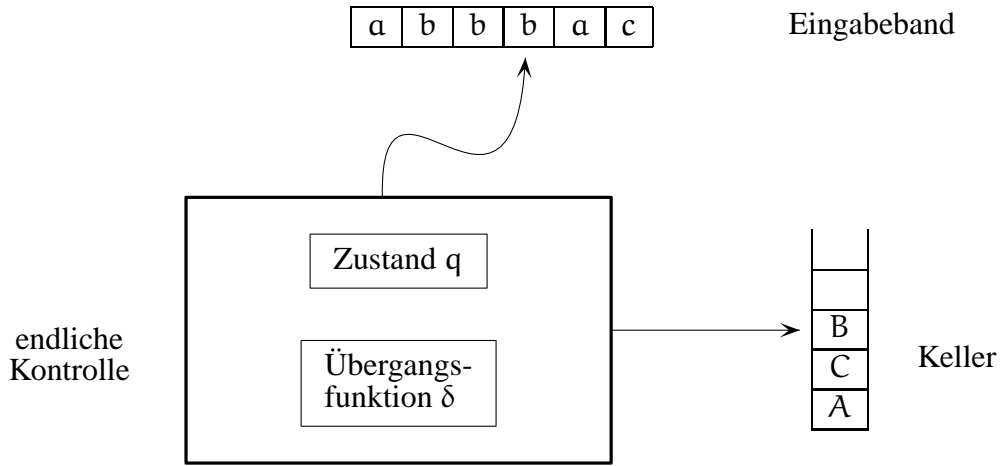 a b b b a c
Eingabeband
Zustand q
endliche
Kontrolle
Übergangs-
funktion δ
B
C
A
Keller